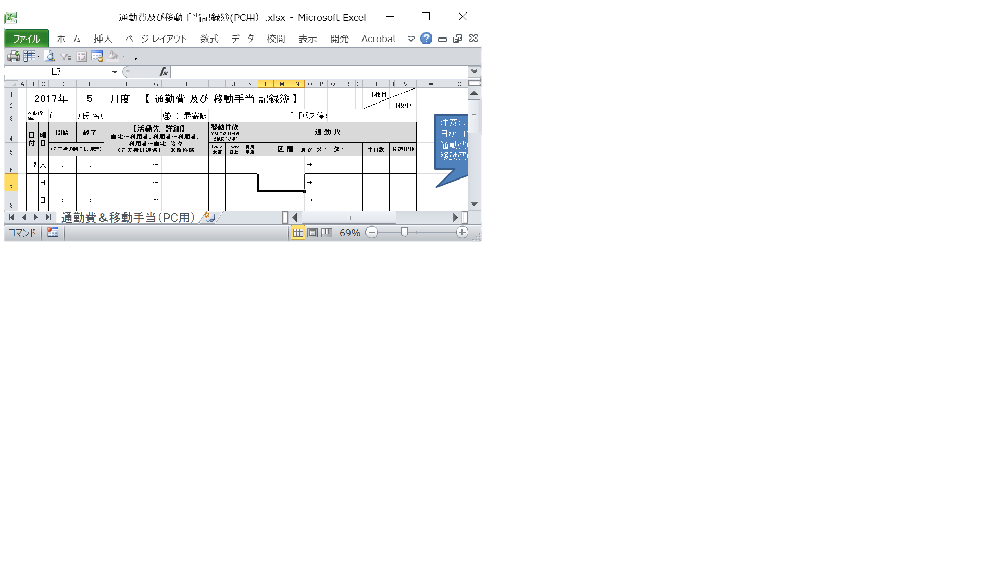 通勤費及び移動手当記録簿(PC用）.xlsx - Microsoft Excel
ファイル ホーム 挿入 ページ レイアウト 数式 データ 校閲 表示 開発 Acrobat
L7 fx
A B C D E F G H I J K L M N O P Q R S T U V W X
1 2017年 5 月度 【 通勤費 及び 移動手当 記録簿 】 1枚目
2 1枚中
3 ヘルパーNo. ( ) 氏 名( ㊞ ) 最寄駅[ ] [バス停:
注意: 月
日が自
通勤費
移動費
4 日付 曜日 開始 終了 【活動先 詳細】 移動件数 通 勤 費
自宅～利用者、利用者～利用者、 ※該当の利用者
利用者～自宅 等々 名横に"○印"
5 (ご夫婦の時間は連続) (ご夫婦は連名) ※敬称略 1.5km未満 1.5km以上 利用手段 区 間 及 び メ ー タ ー キロ数 片道(円)
6 2 火 : : ～ →
7 日 : : ～ →
8 日 : : ～ →
通勤費＆移動手当(PC用)
コマンド 69%